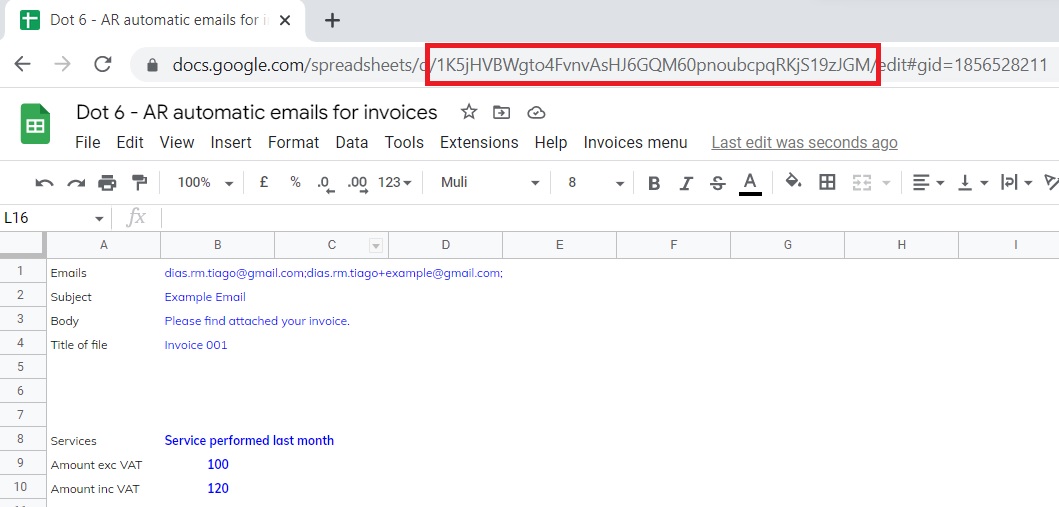 Dot 6 - AR automatic emails for i
docs.google.com/spreadsheets/d/1K5jHVBWgto4FvnvAsHJ6GQM60pnoubcpqRKjS19zJGM/edit#gid=1856528211
Dot 6 - AR automatic emails for invoices
File Edit View Insert Format Data Tools Extensions Help Invoices menu Last edit was seconds ago
100% £ % .0 .00 123 Muli 8 B I S A
L16 fx
A B C D E F G H I
1 Emails dias.rm.tiago@gmail.com;dias.rm.tiago+example@gmail.com;
2 Subject Example Email
3 Body Please find attached your invoice.
4 Title of file Invoice 001
5
6
7
8 Services Service performed last month
9 Amount exc VAT 100
10 Amount inc VAT 120